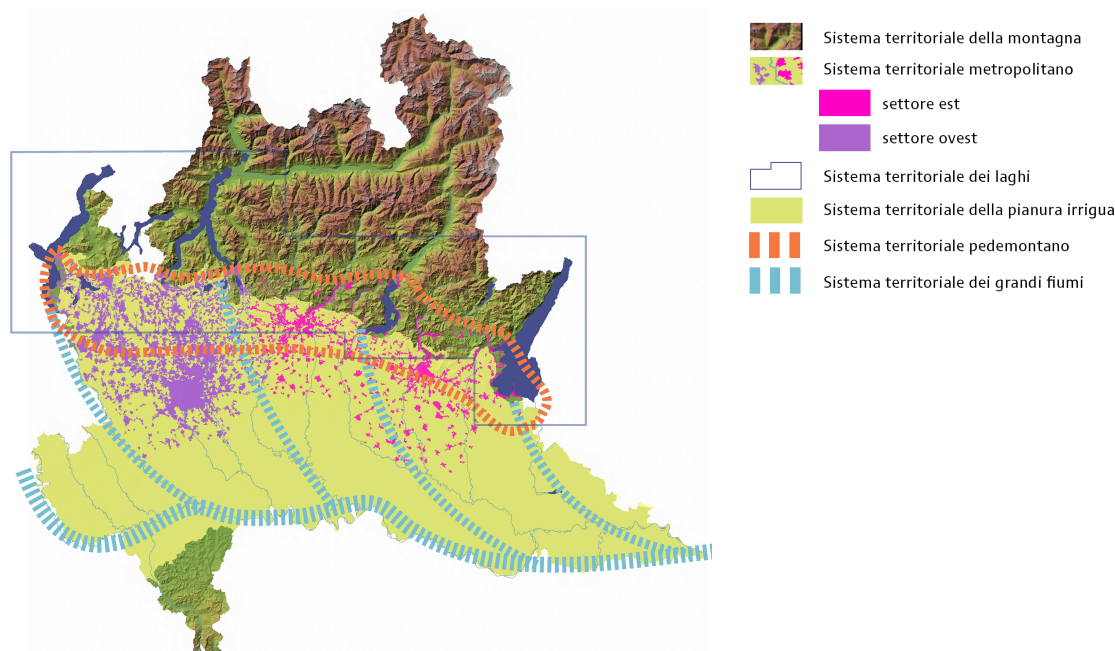 Sistema territoriale della montagna
Sistema territoriale metropolitano
settore est
settore ovest
Sistema territoriale dei laghi
Sistema territoriale della pianura irrigua
Sistema territoriale pedemontano
Sistema territoriale dei grandi fiumi